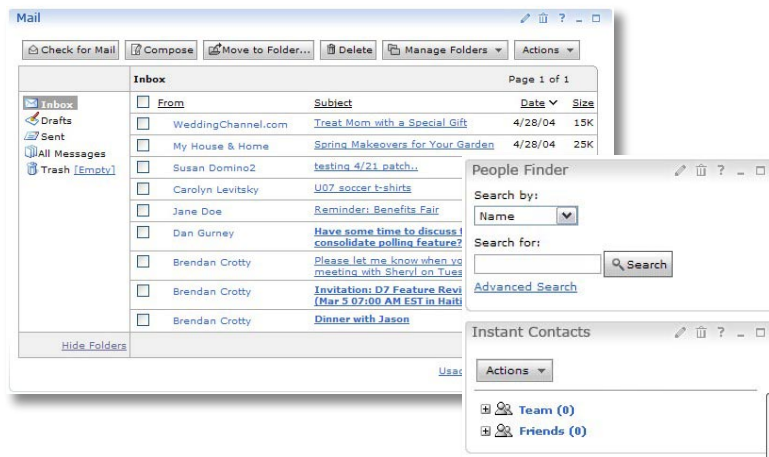 Mail
?
Check for Mail Compose Move to Folder... Delete Manage Folders Actions
Inbox Page 1 of 1
Inbox
Drafts
Sent
All Messages
Trash [Empty]
From Subject Date Size
WeddingChannel.com Treat Mom with a Special Gift 4/28/04 15K
My House & Home Spring Makeovers for Your Garden 4/28/04 25K
Susan Domino2 testing 4/21 patch..
Carolyn Levitsky U07 soccer t-shirts
Jane Doe Reminder: Benefits Fair
Dan Gurney Have some time to discuss
consolidate polling feature?
Brendan Crotty Please let me know when
meeting with Sheryl on
Brendan Crotty Invitation: D7 Feature
(Mar 5 07:00 AM EST in
Brendan Crotty Dinner with Jason
Hide Folders
People Finder ?
Search by:
Name
Search for:
Search
Advanced Search
Instant Contacts ?
Actions
Team (0)
Friends (0)